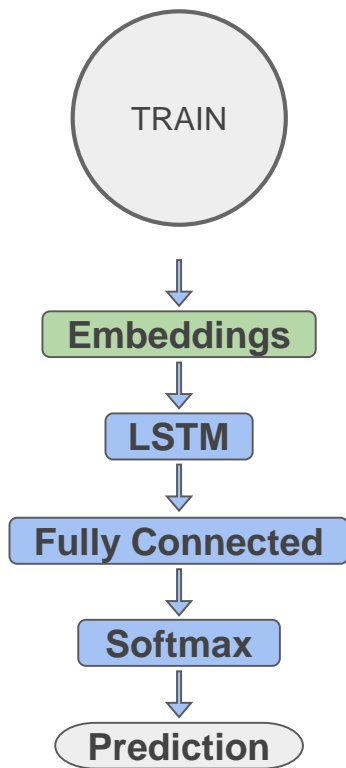 TRAIN
Embeddings
LSTM
Fully Connected
Softmax
Prediction